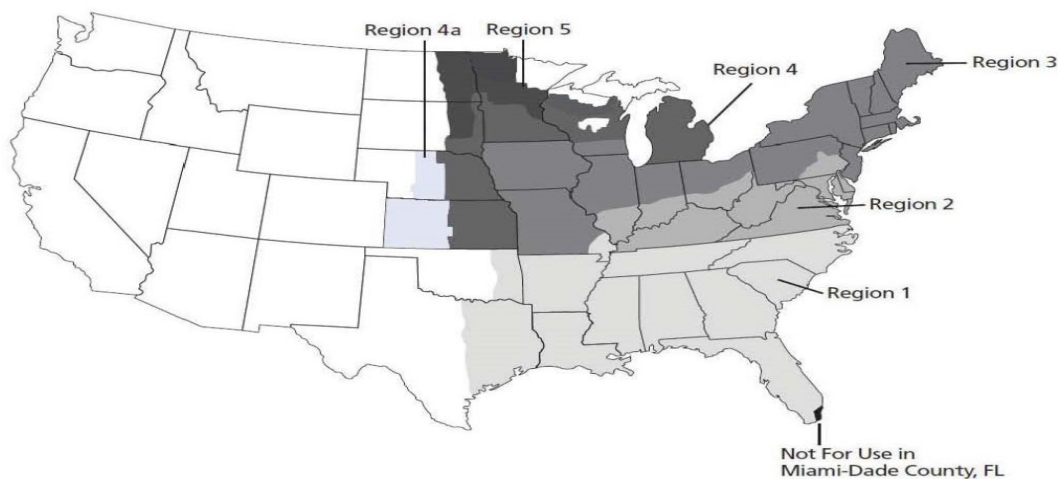 Region 4a
Region 5
Region 4
Region 3
Region 2
Region 1
Not For Use in
Miami-Dade County, FL